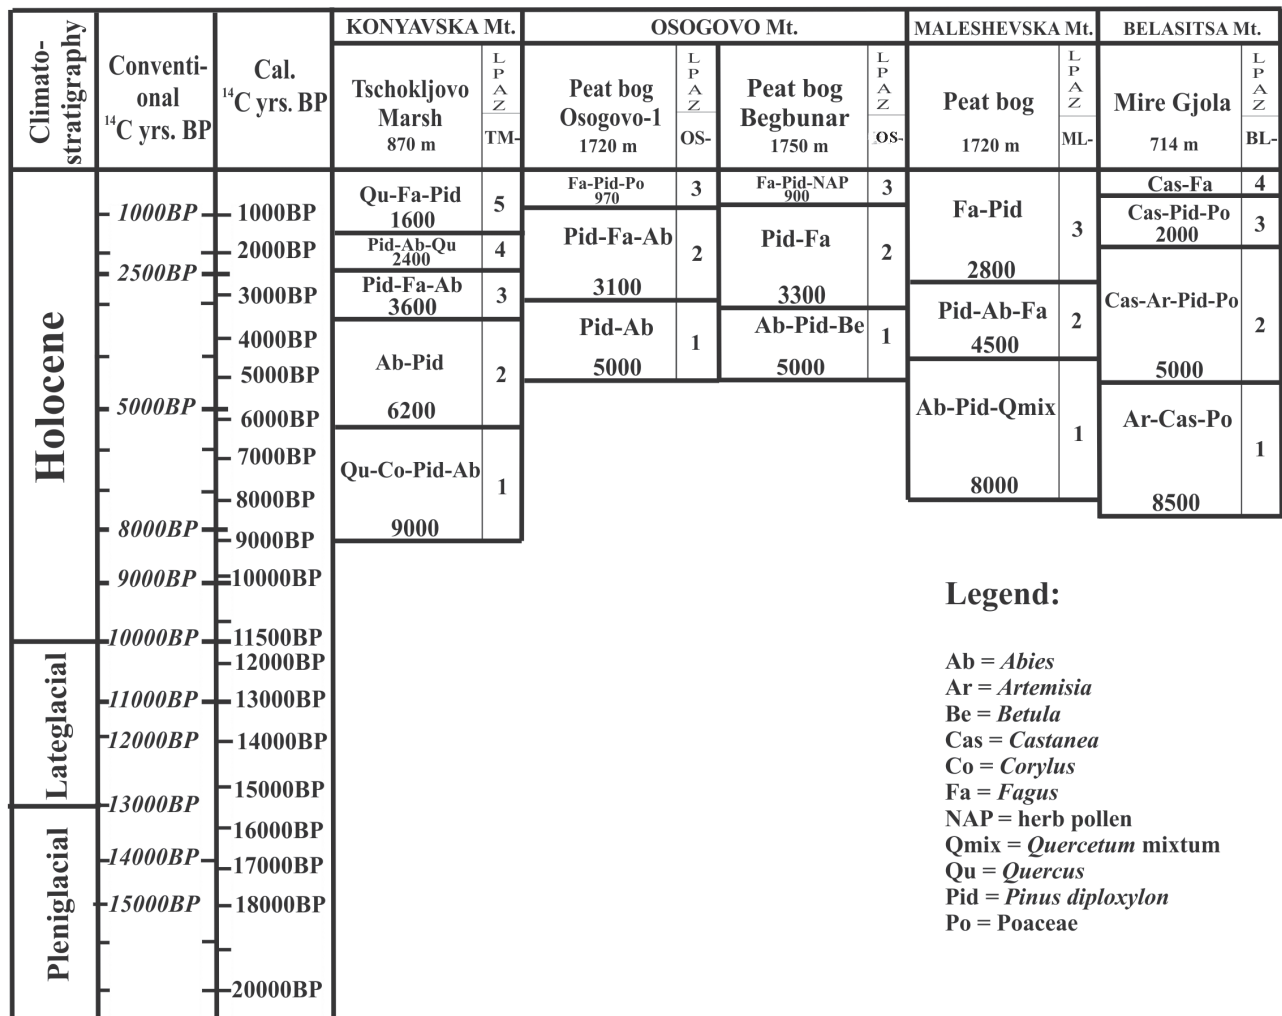 KONYAVSKA Mt.
OSOGOVO Mt.
MALESHEVSKA Mt.
BELASITSA Mt.
Climato-
stratigraphy
Conventi-
onal
14C yrs. BP
Cal.
14C yrs. BP
Tschokljovo
Marsh
870 m
L
P
A
Z
TM-
Peat bog
Osogovo-1
1720 m
L
P
A
Z
OS-
Peat bog
Begbunar
1750 m
L
P
A
Z
OS-
Peat bog
1720 m
L
P
A
Z
ML-
Mire Gjola
714 m
L
P
A
Z
BL-
Holocene
Lateglacial
Pleniglacial
1000BP
2500BP
5000BP
8000BP
9000BP
10000BP
11000BP
12000BP
13000BP
14000BP
15000BP
1000BP
2000BP
3000BP
4000BP
5000BP
6000BP
7000BP
8000BP
9000BP
10000BP
11500BP
12000BP
13000BP
14000BP
15000BP
16000BP
17000BP
18000BP
20000BP
Qu-Fa-Pid
1600
5
Pid-Ab-Qu
2400
4
Pid-Fa-Ab
3600
3
Ab-Pid
6200
2
Qu-Co-Pid-Ab
9000
1
Fa-Pid-Po
970
3
Pid-Fa-Ab
3100
2
Pid-Ab
5000
1
Fa-Pid-NAP
900
3
Pid-Fa
3300
2
Ab-Pid-Be
5000
1
Fa-Pid
2800
3
Pid-Ab-Fa
4500
2
Ab-Pid-Qmix
8000
1
Cas-Fa
4
Cas-Pid-Po
2000
3
Cas-Ar-Pid-Po
5000
2
Ar-Cas-Po
8500
1
Legend:
Ab = Abies
Ar = Artemisia
Be = Betula
Cas = Castanea
Co = Corylus
Fa = Fagus
NAP = herb pollen
Qmix = Quercetum mixtum
Qu = Quercus
Pid = Pinus diploxylon
Po = Poaceae